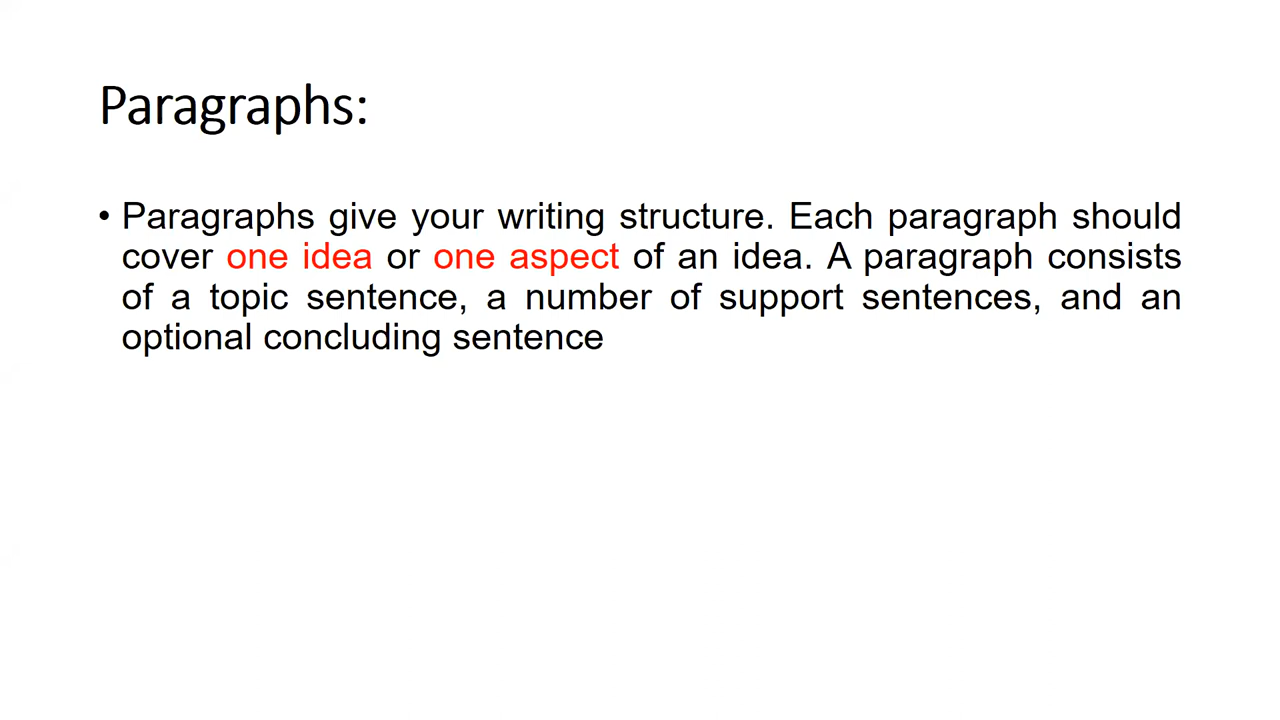 Paragraphs:
• Paragraphs give your writing structure. Each paragraph should
cover one idea or one aspect of an idea. A paragraph consists
of a topic sentence, a number of support sentences, and an
optional concluding sentence